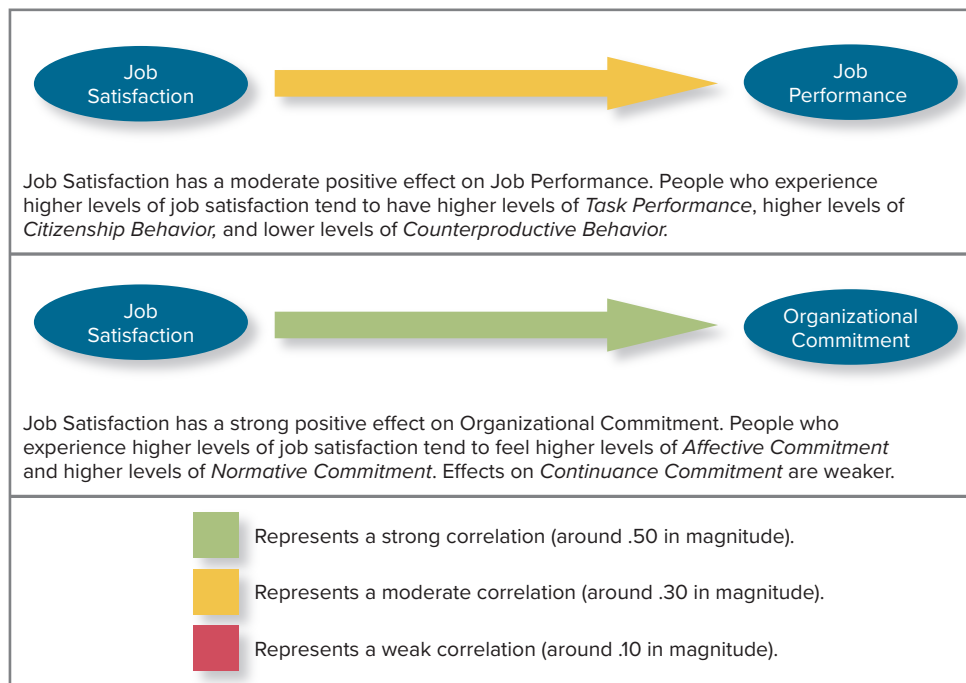 Job
Satisfaction
Job
Performance
Job Satisfaction has a moderate positive effect on Job Performance. People who experience
higher levels of job satisfaction tend to have higher levels of Task Performance, higher levels of
Citizenship Behavior, and lower levels of Counterproductive Behavior.
Job
Satisfaction
Organizational
Commitment
Job Satisfaction has a strong positive effect on Organizational Commitment. People who
experience higher levels of job satisfaction tend to feel higher levels of Affective Commitment
and higher levels of Normative Commitment. Effects on Continuance Commitment are weaker.
Represents a strong correlation (around .50 in magnitude).
Represents a moderate correlation (around .30 in magnitude).
Represents a weak correlation (around .10 in magnitude).